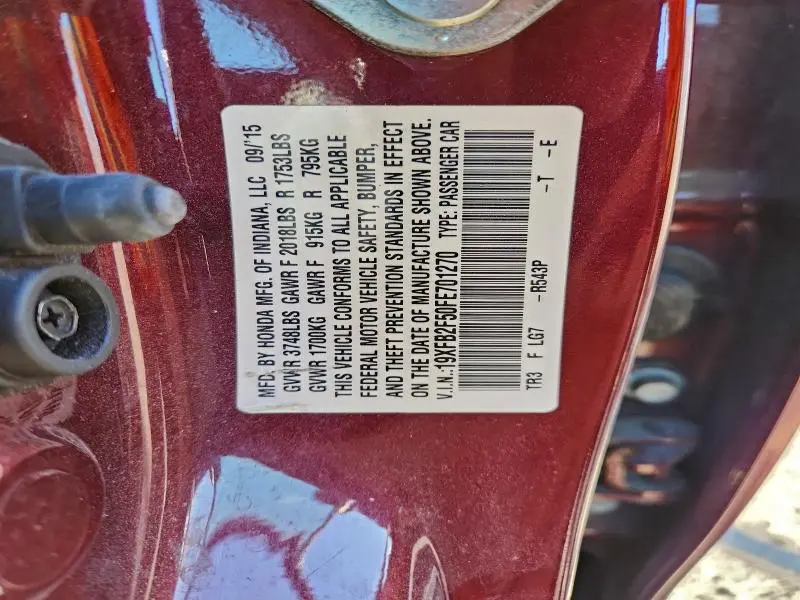 MFD. BY HONDA MFG. OF INDIANA, LLC 09/'15
GVWR 3748LBS GAWR F 2018LBS R 1753LBS
GVWR 1700KG GAWR F 915KG R 795KG
THIS VEHICLE CONFORMS TO ALL APPLICABLE
FEDERAL MOTOR VEHICLE SAFETY, BUMPER,
AND THEFT PREVENTION STANDARDS IN EFFECT
ON THE DATE OF MANUFACTURE SHOWN ABOVE.
V.I.N.:19XFB2F50FE701270 TYPE: PASSENGER CAR
TR3 F LG7 -R543P -T -E